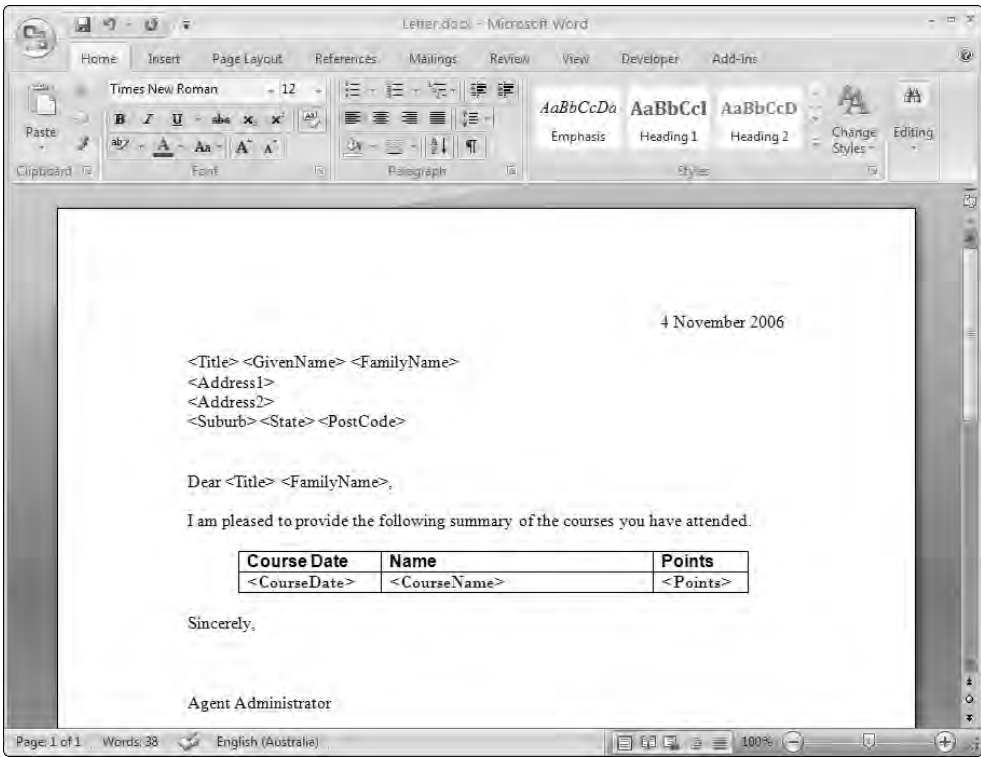 Letter.docx - Microsoft Word
Home Insert Page Layout References Mailings Review View Developer Add-Ins
Times New Roman 12
Paste
B I U abc x₂ x² Aa A A
AaBbCcDa AaBbCcI AaBbCcD
Emphasis Heading 1 Heading 2
Change Styles
Editing
Clipboard Font Paragraph Styles
4 November 2006
<Title> <GivenName> <FamilyName>
<Address1>
<Address2>
<Suburb> <State> <PostCode>
Dear <Title> <FamilyName>,
I am pleased to provide the following summary of the courses you have attended.
Course Date Name Points
<CourseDate> <CourseName> <Points>
Sincerely,
Agent Administrator
Page: 1 of 1 Words: 38 English (Australia) 100%